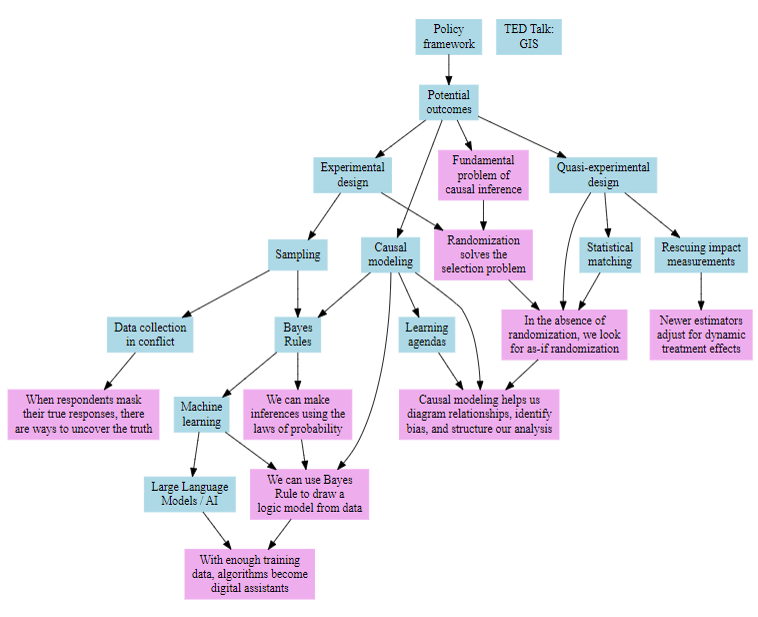 Policy
framework
TED Talk:
GIS
Potential
outcomes
Experimental
design
Fundamental
problem of
causal inference
Quasi-experimental
design
Sampling
Causal
modeling
Randomization
solves the
selection problem
Statistical
matching
Rescuing impact
measurements
Data collection
in conflict
Bayes
Rules
Learning
agendas
In the absence of
randomization, we look
for as-if randomization
Newer estimators
adjust for dynamic
treatment effects
When respondents mask
their true responses, there
are ways to uncover the truth
Machine
learning
We can make
inferences using the
laws of probability
Causal modeling helps us
diagram relationships, identify
bias, and structure our analysis
Large Language
Models / AI
We can use Bayes
Rule to draw a
logic model from data
With enough training
data, algorithms become
digital assistants